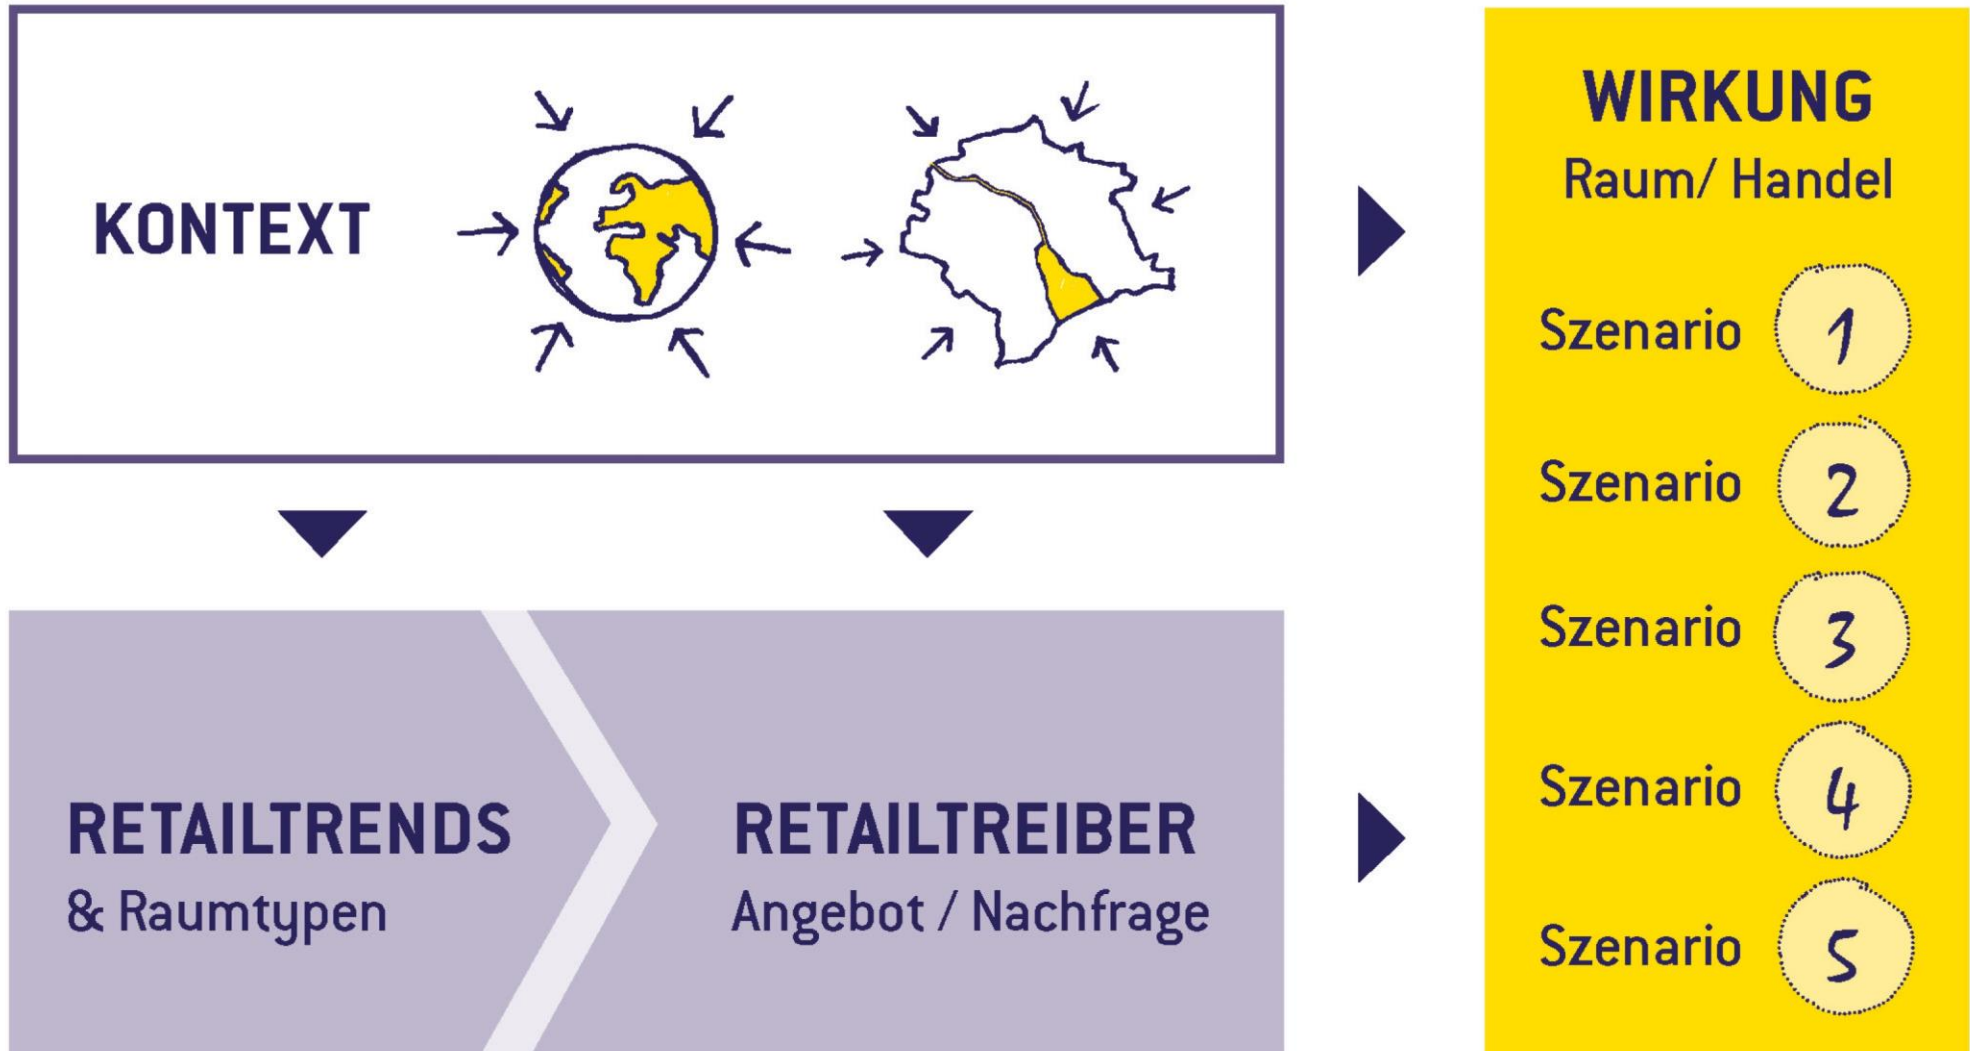 KONTEXT
WIRKUNG
Raum/ Handel
Szenario 1
Szenario 2
Szenario 3
Szenario 4
Szenario 5
RETAILTRENDS
& Raumtypen
RETAILTREIBER
Angebot / Nachfrage